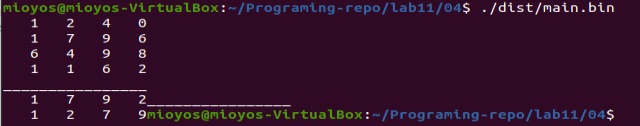 mioyos@mioyos-VirtualBox:~/Programing-repo/lab11/04$ ./dist/main.bin
1 2 4 0
1 7 9 6
6 4 9 8
1 1 6 2
________________
1 7 9 2________________
1 2 7 9mioyos@mioyos-VirtualBox:~/Programing-repo/lab11/04$